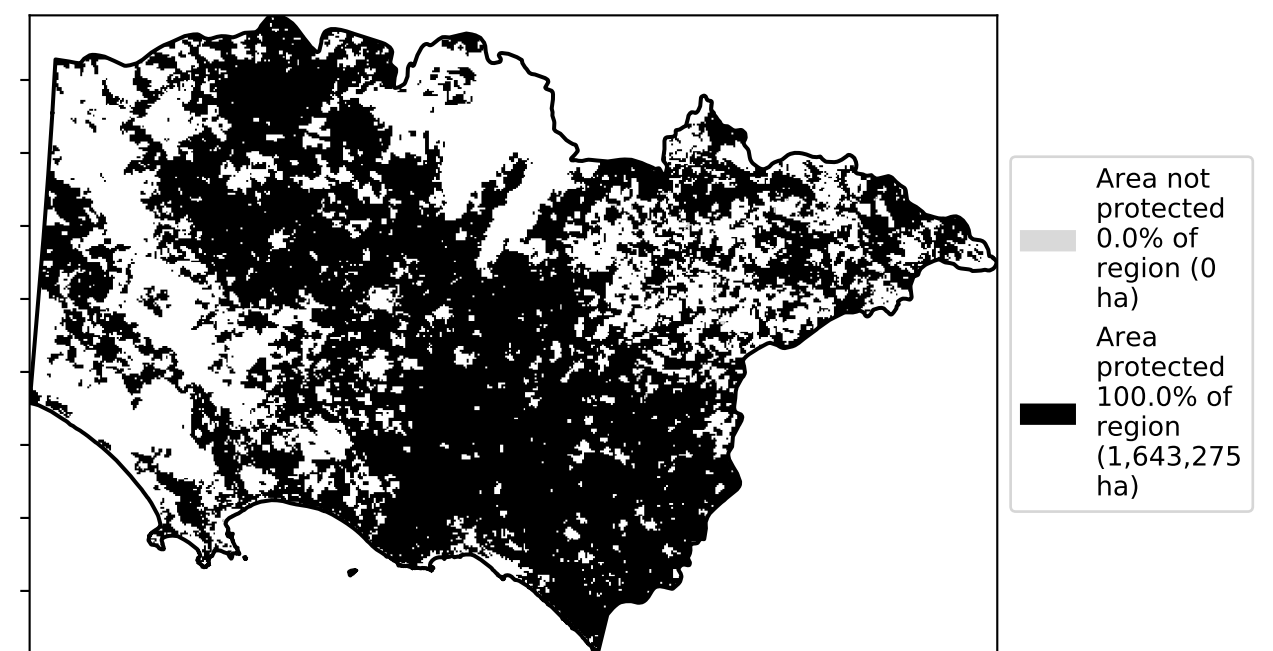 Area not
protected
0.0% of
region (0
ha)
Area
protected
100.0% of
region
(1,643,275
ha)